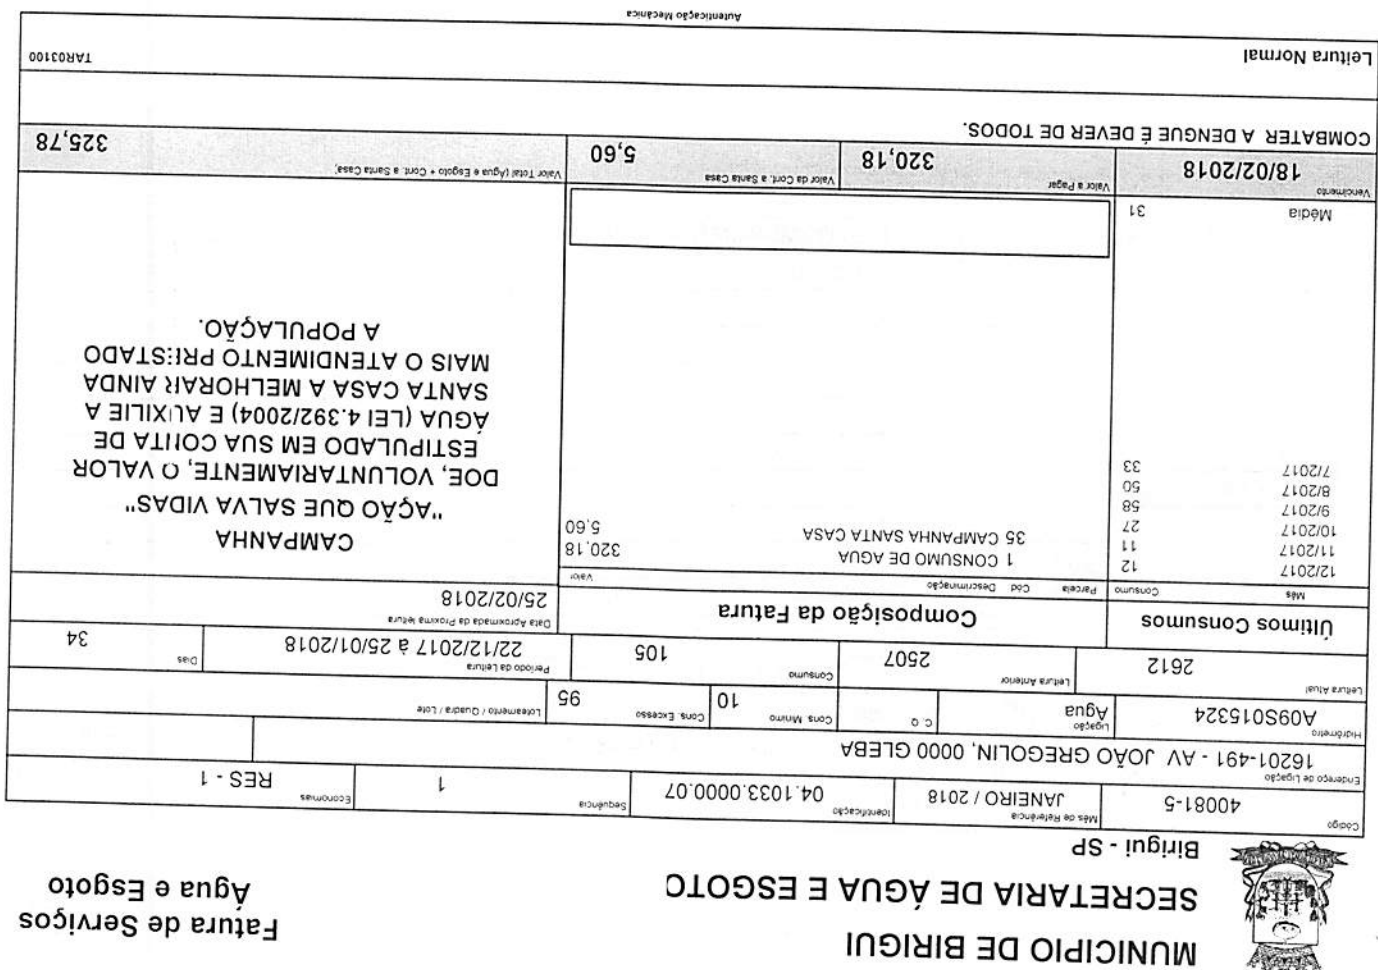 MUNICIPIO DE BIRIGUI
SECRETARIA DE ÁGUA E ESGOTO
Birigui - SP
Fatura de Serviços
Água e Esgoto
Código
40081-5
Mês de Referência
JANEIRO / 2018
Identificação
04.1033.0000.07
Sequência
1
Economias
RES - 1
Endereço de Ligação
16201-491 - AV JOÃO GREGOLIN, 0000 GLEBA
Hidrômetro
A09S015324
Ligação
Agua
C.Q.
Cons. Mínimo
10
Cons. Excesso
95
Loteamento / Quadra / Lote
Leitura Atual
2612
Leitura Anterior
2507
Consumo
105
Período da Leitura
22/12/2017 à 25/01/2018
Dias
34
Últimos Consumos
Composição da Fatura
Data Aproximada da Próxima leitura
25/02/2018
Mês Consumo
Parcela Cód Descriminação Valor
12/2017 12
11/2017 11
10/2017 27
9/2017 58
8/2017 50
7/2017 33
Média 31
1 CONSUMO DE AGUA 320,18
35 CAMPANHA SANTA CASA 5,60
CAMPANHA
"AÇÃO QUE SALVA VIDAS"
DOE, VOLUNTARIAMENTE, O VALOR
ESTIPULADO EM SUA CONTA DE
ÁGUA (LEI 4.392/2004) E AUXILIE A
SANTA CASA A MELHORAR AINDA
MAIS O ATENDIMENTO PRESTADO
A POPULAÇÃO.
Vencimento
18/02/2018
Valor a Pagar
320,18
Valor da Cont. a Santa Casa
5,60
Valor Total (Água e Esgoto + Cont. a Santa Casa)
325,78
COMBATER A DENGUE É DEVER DE TODOS.
Leitura Normal
TAR03100
Autenticação Mecânica